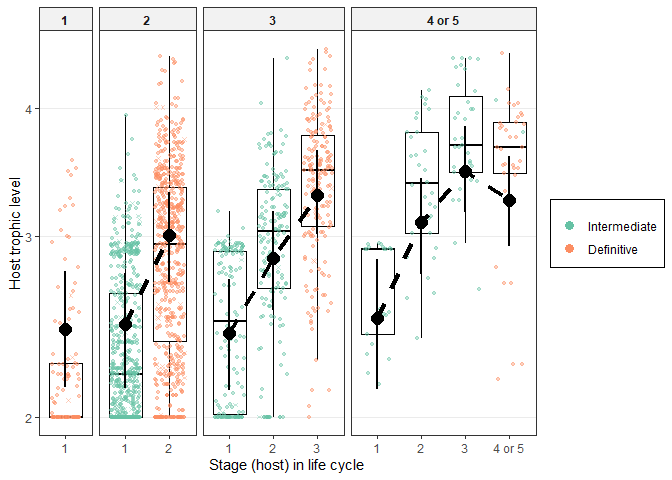 1 2 3 4 or 5
Host trophic level
4
3
2
1 1 2 1 2 3 1 2 3 4 or 5
Stage (host) in life cycle
Intermediate
Definitive